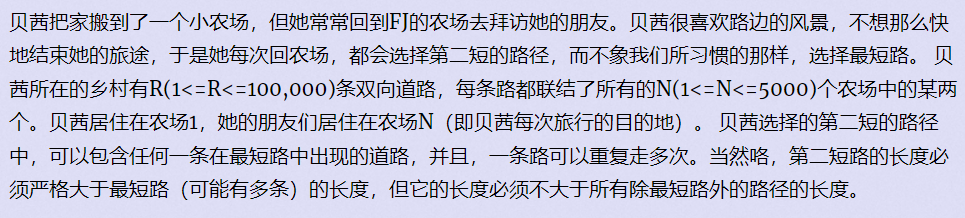 贝茜把家搬到了一个小农场，但她常常回到FJ的农场去拜访她的朋友。贝茜很喜欢路边的风景，不想那么快
地结束她的旅途，于是她每次回农场，都会选择第二短的路径，而不象我们所习惯的那样，选择最短路。 贝
茜所在的乡村有R(1<=R<=100,000)条双向道路，每条路都联结了所有的N(1<=N<=5000)个农场中的某两
个。贝茜居住在农场1，她的朋友们居住在农场N（即贝茜每次旅行的目的地）。 贝茜选择的第二短的路径
中，可以包含任何一条在最短路中出现的道路，并且，一条路可以重复走多次。当然咯，第二短路的长度必
须严格大于最短路（可能有多条）的长度，但它的长度必须不大于所有除最短路外的路径的长度。